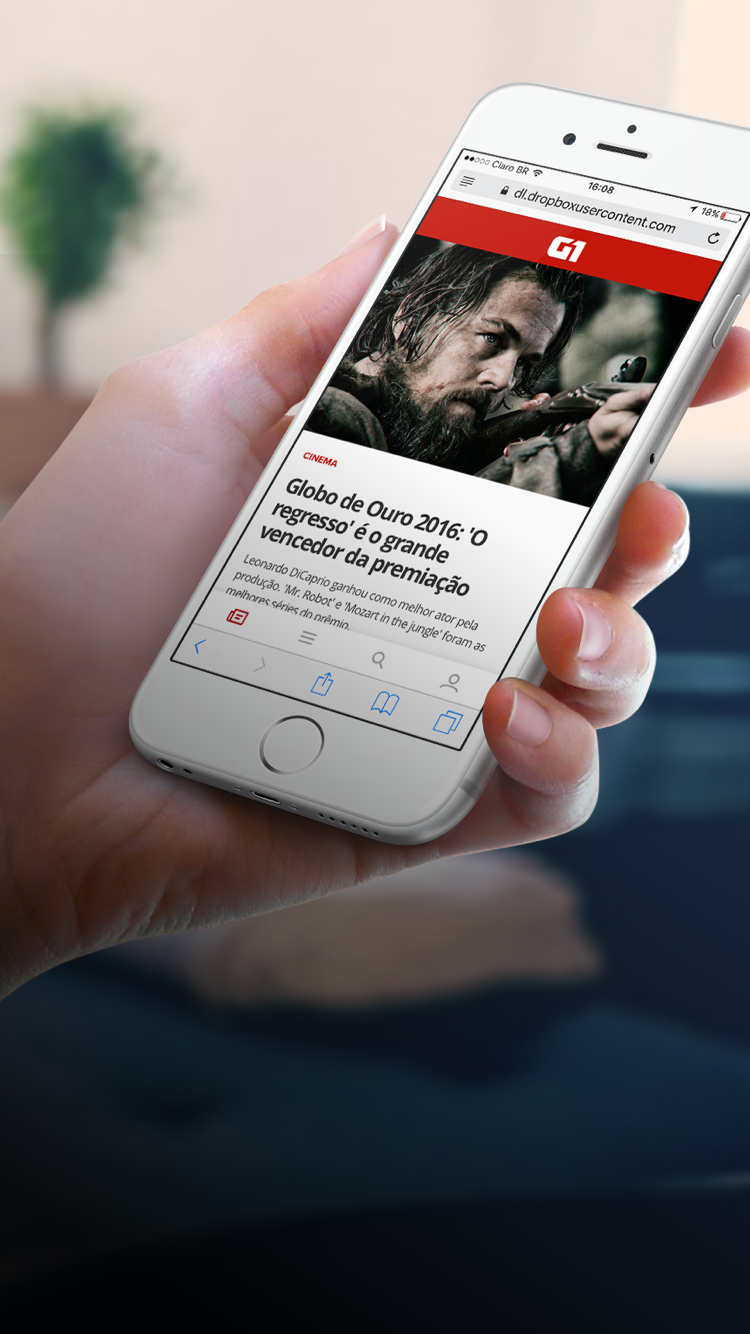 Claro BR
16:08
18%
dl.dropboxusercontent.com
G1
CINEMA
Globo de Ouro 2016: 'O
regresso' é o grande
vencedor da premiação
Leonardo DiCaprio ganhou como melhor ator pela
produção. 'Mr. Robot' e 'Mozart in the jungle' foram as
melhores séries do prêmio.